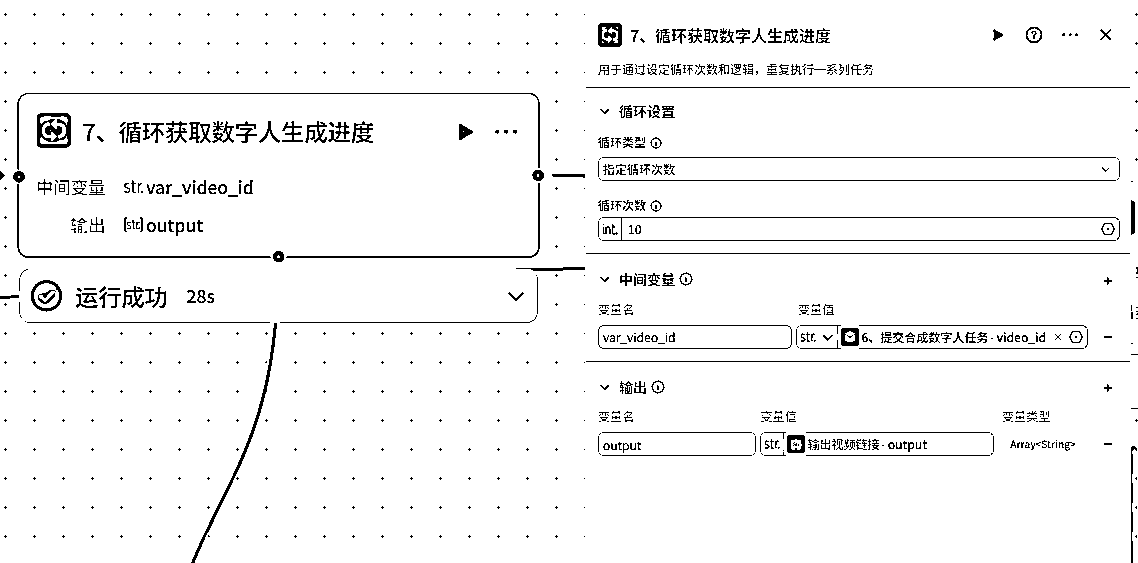 7、循环获取数字人生成进度
中间变量 str. var_video_id
输出 [str] output
运行成功 28s
7、循环获取数字人生成进度
用于通过设定循环次数和逻辑，重复执行一系列任务
循环设置
循环类型
指定循环次数
循环次数
int. 10
中间变量
变量名 变量值
var_video_id str. 6、提交合成数字人任务 - video_id
输出
变量名 变量值 变量类型
output str. 输出视频链接 - output Array<String>